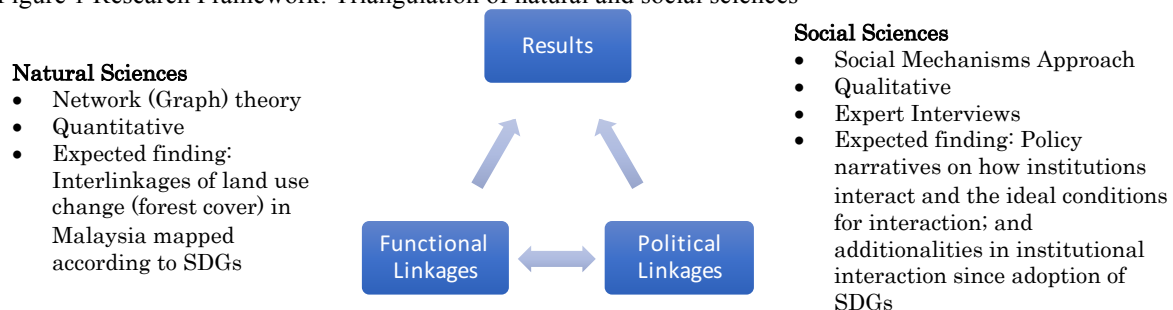 Figure 1 Research Framework: Triangulation of natural and social sciences
Natural Sciences
• Network (Graph) theory
• Quantitative
• Expected finding:
Interlinkages of land use
change (forest cover) in
Malaysia mapped
according to SDGs
Results
Functional
Linkages
Political
Linkages
Social Sciences
• Social Mechanisms Approach
• Qualitative
• Expert Interviews
• Expected finding: Policy
narratives on how institutions
interact and the ideal conditions
for interaction; and
additionalities in institutional
interaction since adoption of
SDGs